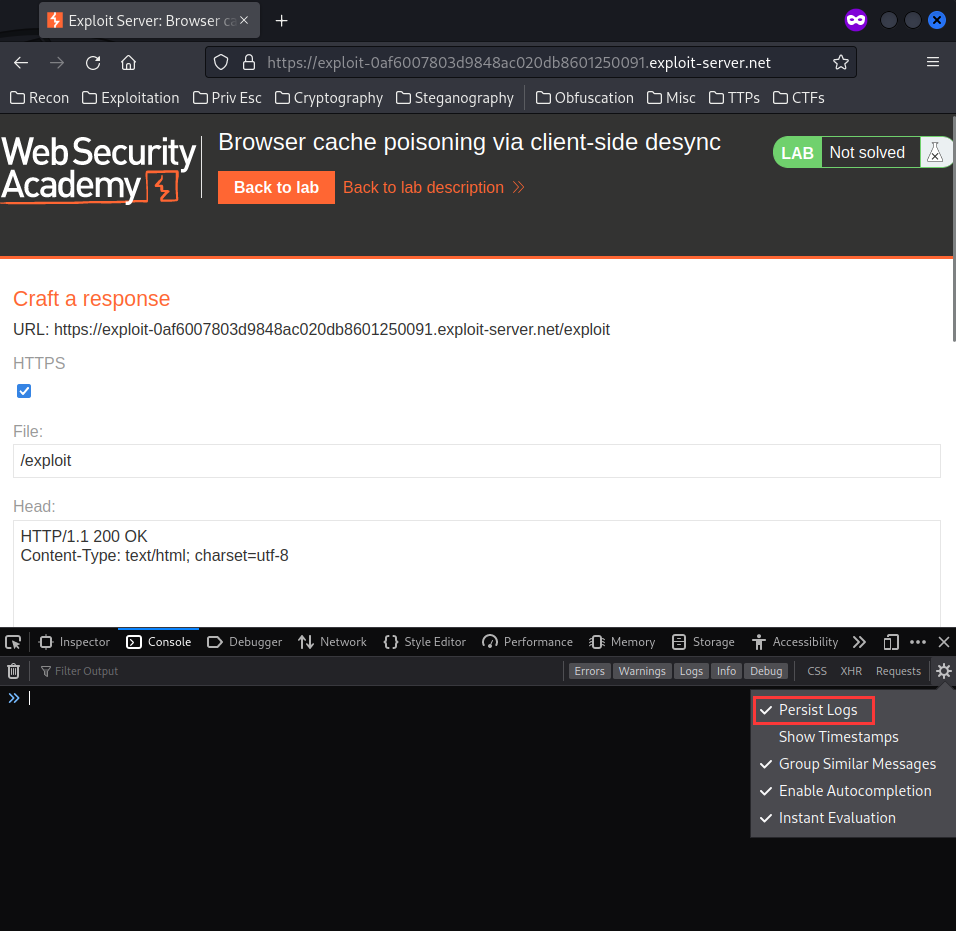 Exploit Server: Browser ca
https://exploit-0af6007803d9848ac020db8601250091.exploit-server.net
Recon Exploitation Priv Esc Cryptography Steganography Obfuscation Misc TTPs CTFs
Web Security
Academy
Browser cache poisoning via client-side desync
LAB Not solved
Back to lab Back to lab description
Craft a response
URL: https://exploit-0af6007803d9848ac020db8601250091.exploit-server.net/exploit
HTTPS
File:
/exploit
Head:
HTTP/1.1 200 OK
Content-Type: text/html; charset=utf-8
Inspector Console Debugger Network Style Editor Performance Memory Storage Accessibility
Filter Output Errors Warnings Logs Info Debug CSS XHR Requests
Persist Logs
Show Timestamps
Group Similar Messages
Enable Autocompletion
Instant Evaluation